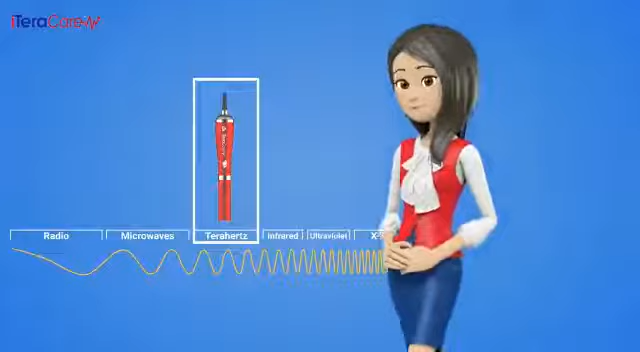 iTeraCare
Radio
Microwaves
Terahertz
Infrared
Ultraviolet